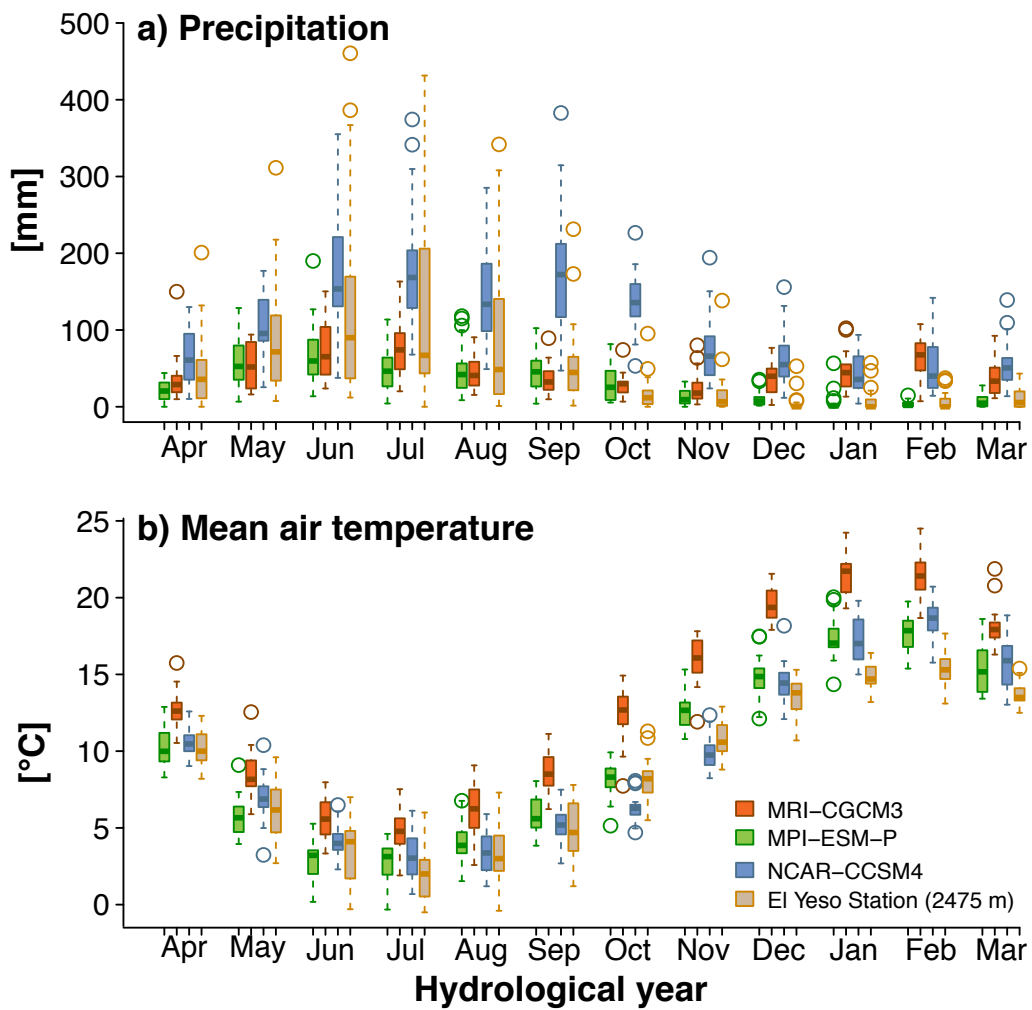 a) Precipitation
[mm]
500
400
300
200
100
0
Apr May Jun Jul Aug Sep Oct Nov Dec Jan Feb Mar
b) Mean air temperature
[°C]
25
20
15
10
5
0
MRI−CGCM3
MPI−ESM−P
NCAR−CCSM4
El Yeso Station (2475 m)
Apr May Jun Jul Aug Sep Oct Nov Dec Jan Feb Mar
Hydrological year